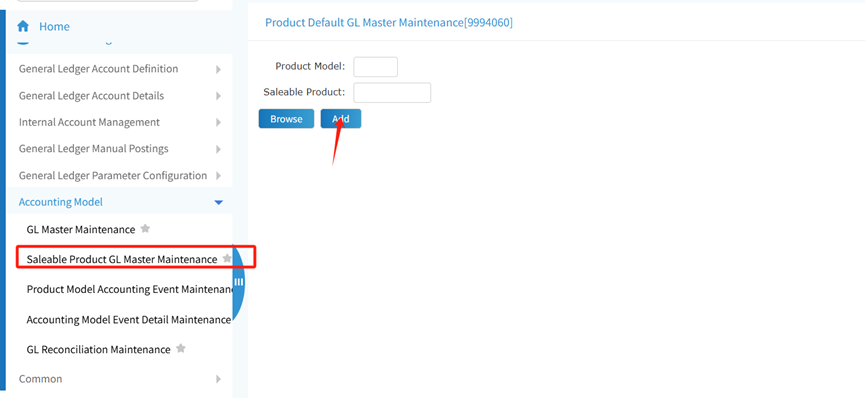 Home
General Ledger Account Definition
General Ledger Account Details
Internal Account Management
General Ledger Manual Postings
General Ledger Parameter Configuration
Accounting Model
GL Master Maintenance
Saleable Product GL Master Maintenance
Product Model Accounting Event Maintenan
Accounting Model Event Detail Maintenance
GL Reconciliation Maintenance
Common
Product Default GL Master Maintenance[9994060]
Product Model:
Saleable Product:
Browse Add